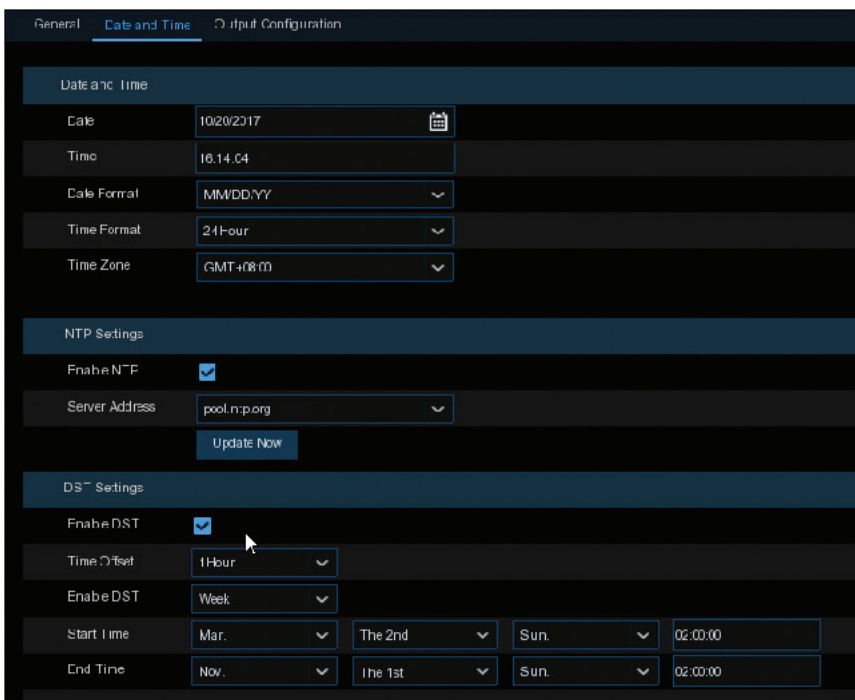 General Date and Time Output Configuration
Date and Time
Date 10/20/2017
Time 16:14:04
Date Format MM/DD/YY
Time Format 24Hour
Time Zone GMT+08:00
NTP Settings
Enable NTP
Server Address pool.ntp.org
Update Now
DST Settings
Enable DST
Time Offset 1Hour
Enable DST Week
Start Time Mar. The 2nd Sun. 02:00:00
End Time Nov. The 1st Sun. 02:00:00